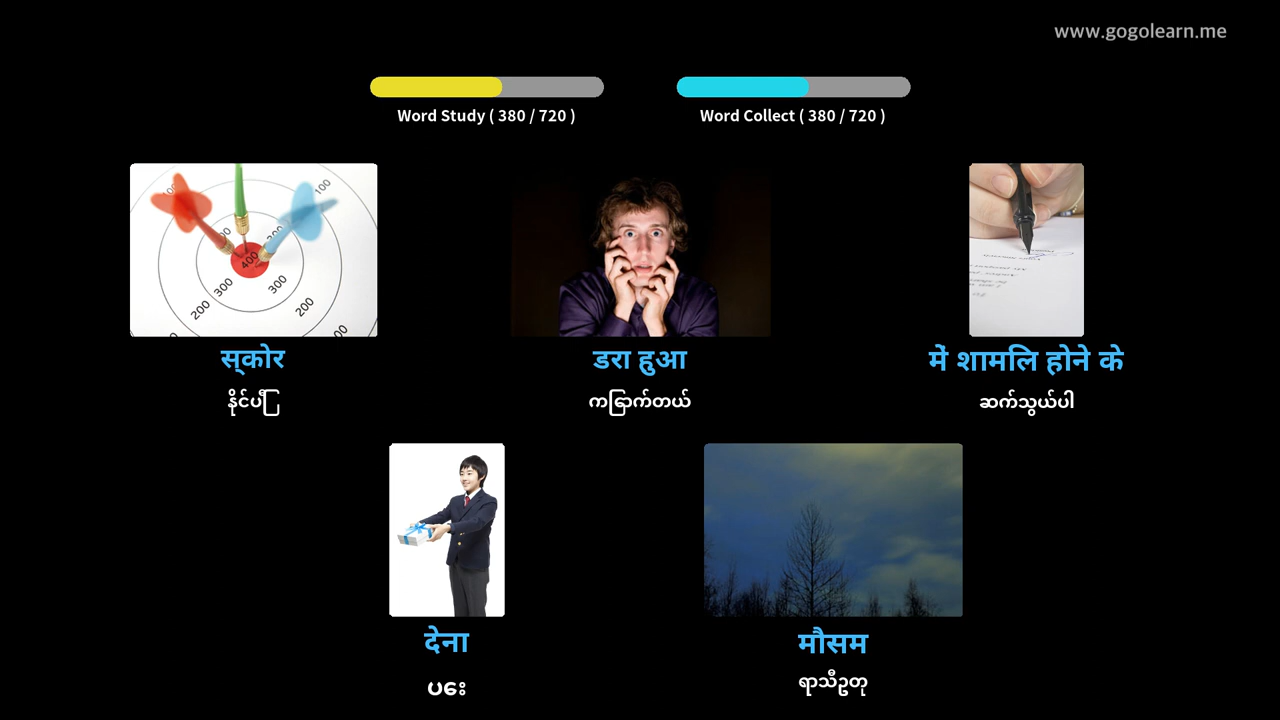 www.gogolearn.me
Word Study ( 380 / 720 )
Word Collect ( 380 / 720 )
स्कोर
डरा हुआ
में शामलि होने के
နိုင်ပြီ
ကြောက်တယ်
ဆက်သွယ်ပါ
देना
मौसम
ပေး
ရာသီဥတု